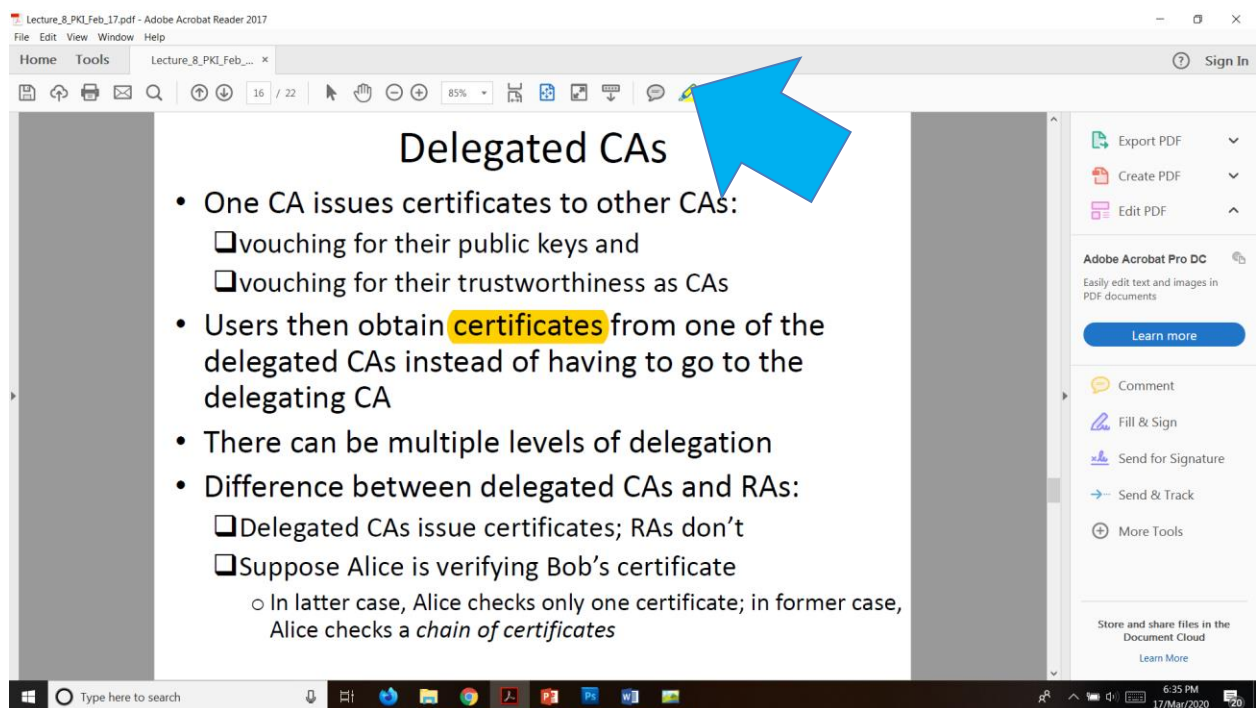 Lecture_8_PKI_Feb_17.pdf - Adobe Acrobat Reader 2017
File Edit View Window Help
Home Tools Lecture_8_PKI_Feb_... × ? Sign In
16 / 22 85%
Delegated CAs
• One CA issues certificates to other CAs:
❑vouching for their public keys and
❑vouching for their trustworthiness as CAs
• Users then obtain certificates from one of the
delegated CAs instead of having to go to the
delegating CA
• There can be multiple levels of delegation
• Difference between delegated CAs and RAs:
❑Delegated CAs issue certificates; RAs don’t
❑Suppose Alice is verifying Bob’s certificate
o In latter case, Alice checks only one certificate; in former case,
Alice checks a chain of certificates
Export PDF
Create PDF
Edit PDF
Adobe Acrobat Pro DC
Easily edit text and images in
PDF documents
Learn more
Comment
Fill & Sign
Send for Signature
Send & Track
More Tools
Store and share files in the
Document Cloud
Learn More
Type here to search
6:35 PM
17/Mar/2020
20